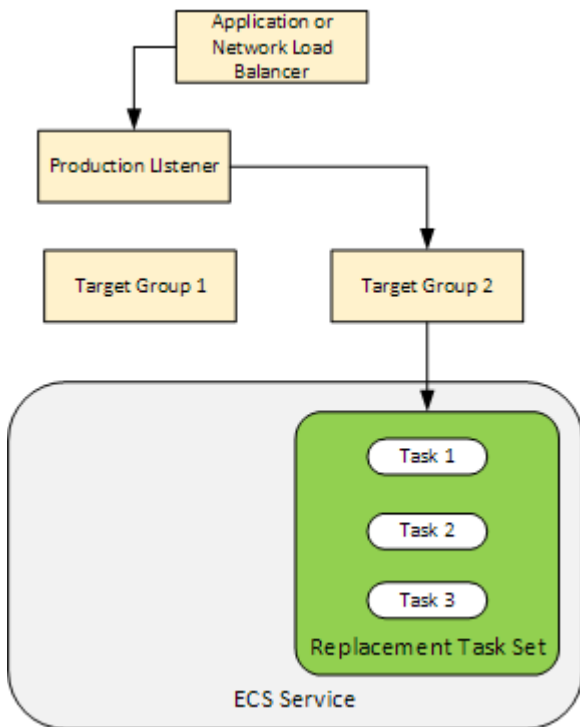 Application or
Network Load
Balancer
Production Listener
Target Group 1
Target Group 2
Task 1
Task 2
Task 3
Replacement Task Set
ECS Service